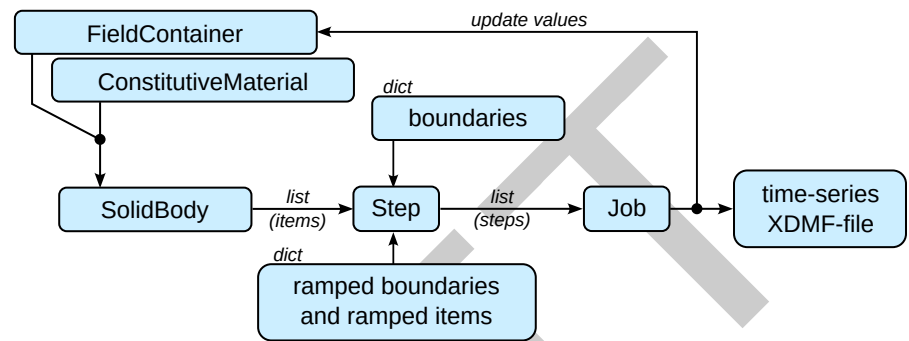 update values
FieldContainer
ConstitutiveMaterial
dict
boundaries
SolidBody
list
(items)
Step
list
(steps)
Job
time-series
XDMF-file
dict
ramped boundaries
and ramped items